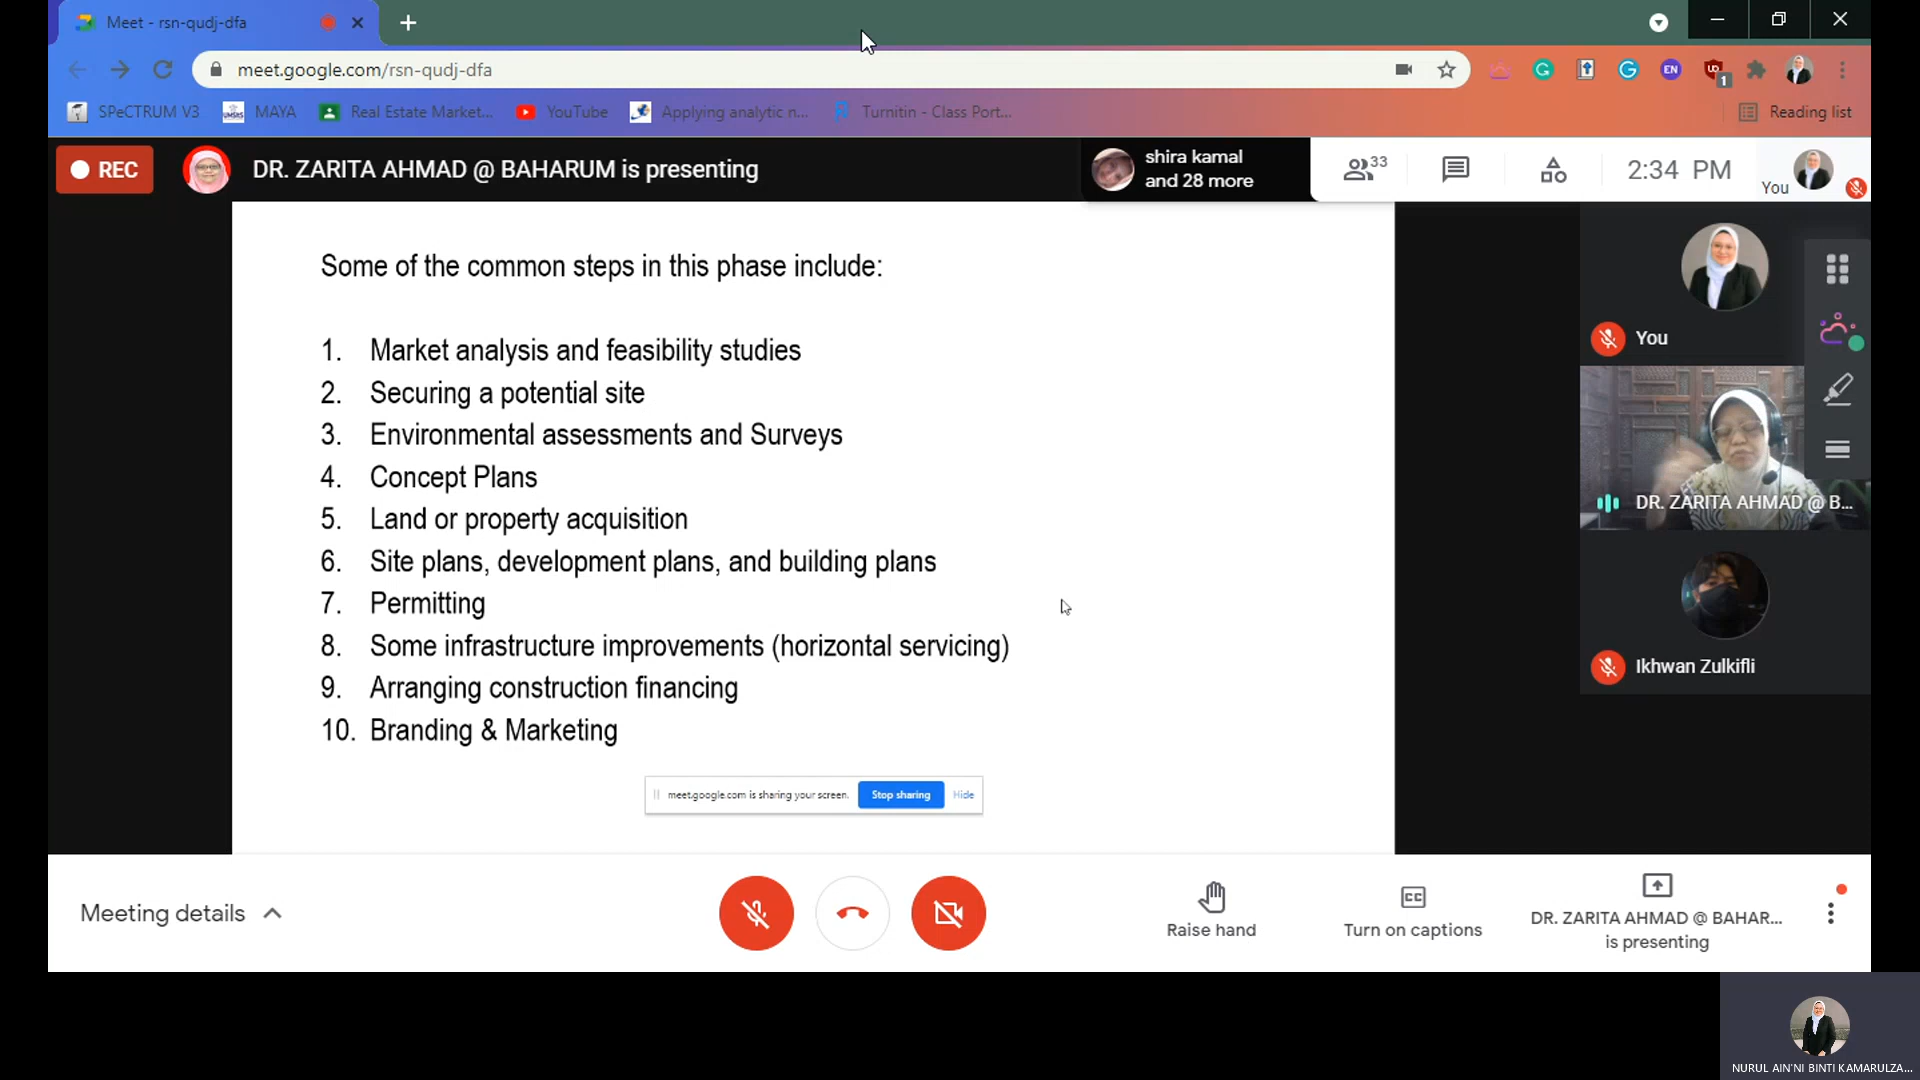 Meet - rsn-qudj-dfa
meet.google.com/rsn-qudj-dfa
EN
1
SPeCTRUM V3
MAYA
Real Estate Market...
YouTube
Applying analytic n...
Turnitin - Class Port...
Reading list
REC
DR. ZARITA AHMAD @ BAHARUM is presenting
shira kamal
and 28 more
33
2:34 PM
You
Some of the common steps in this phase include:
1. Market analysis and feasibility studies
2. Securing a potential site
3. Environmental assessments and Surveys
4. Concept Plans
5. Land or property acquisition
6. Site plans, development plans, and building plans
7. Permitting
8. Some infrastructure improvements (horizontal servicing)
9. Arranging construction financing
10. Branding & Marketing
meet.google.com is sharing your screen.
Stop sharing
Hide
You
DR. ZARITA AHMAD @ B...
Ikhwan Zulkifli
Meeting details
Raise hand
CC
Turn on captions
DR. ZARITA AHMAD @ BAHAR...
is presenting
NURUL AIN'NI BINTI KAMARULZA...